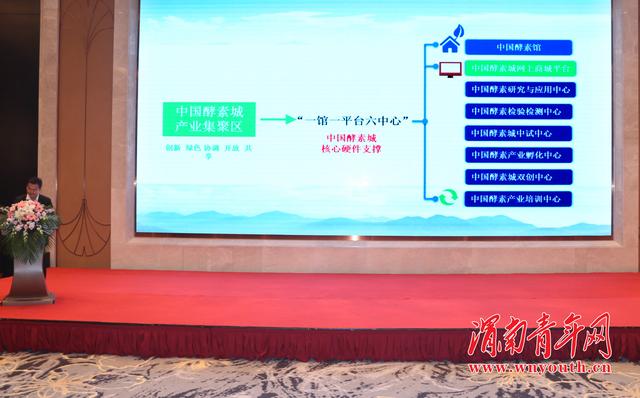 中国酵素城
产业集聚区
创新 绿色 协调 开放 共
享
“一馆一平台六中心”
中国酵素城
核心硬件支撑
中国酵素馆
中国酵素城网上商城平台
中国酵素研究与应用中心
中国酵素检验检测中心
中国酵素城中试中心
中国酵素产业孵化中心
中国酵素城双创中心
中国酵素产业培训中心
渭南青年网
www.wnyouth.cn